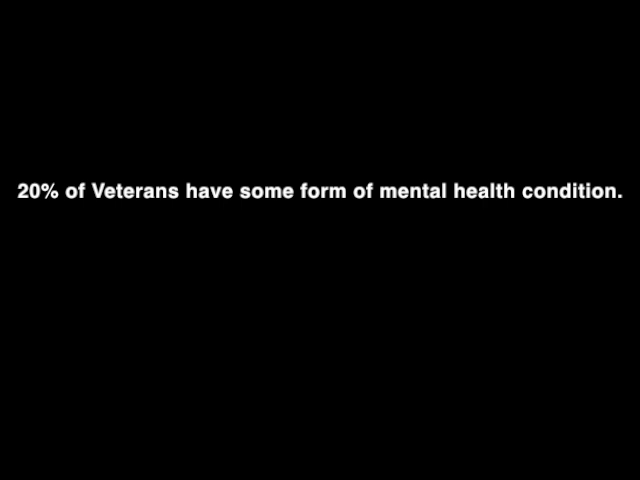 20% of Veterans have some form of mental health condition.